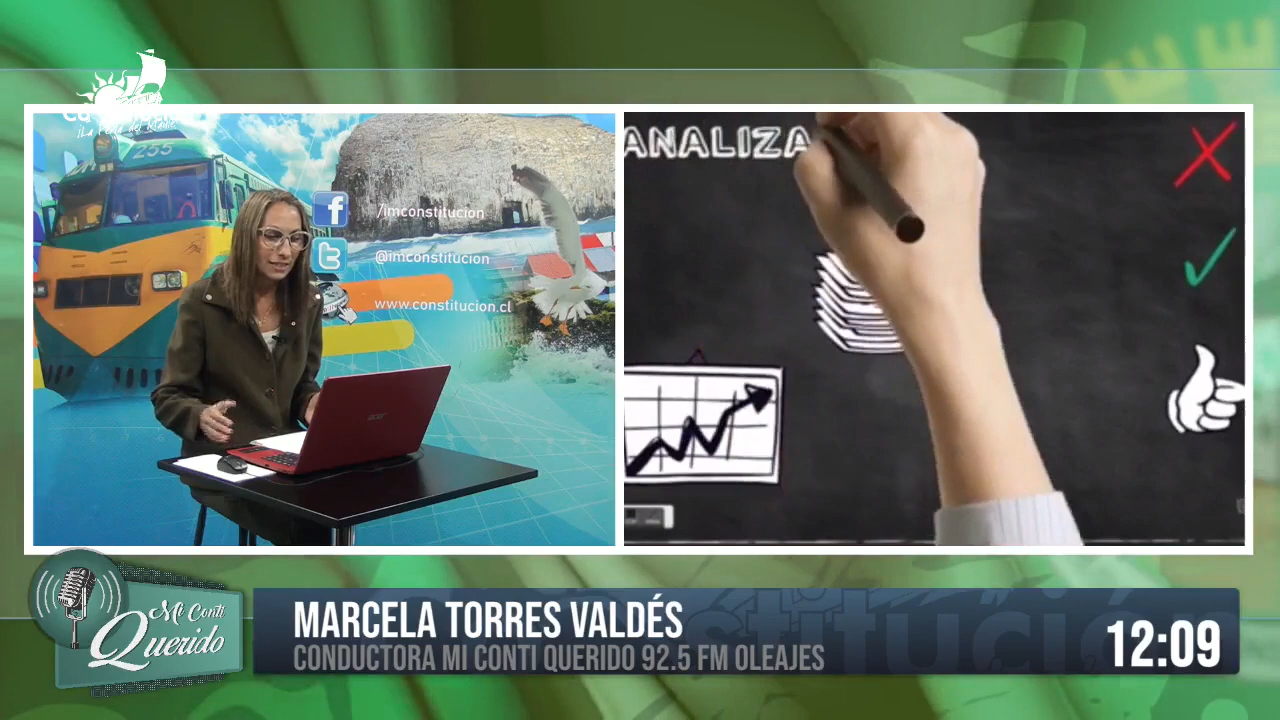 255
/imconstitucion
@imconstitucion
www.constitucion.cl
acer
ANALIZA
Mi Conti
Querido
MARCELA TORRES VALDÉS
CONDUCTORA MI CONTI QUERIDO 92.5 FM OLEAJES
12:09